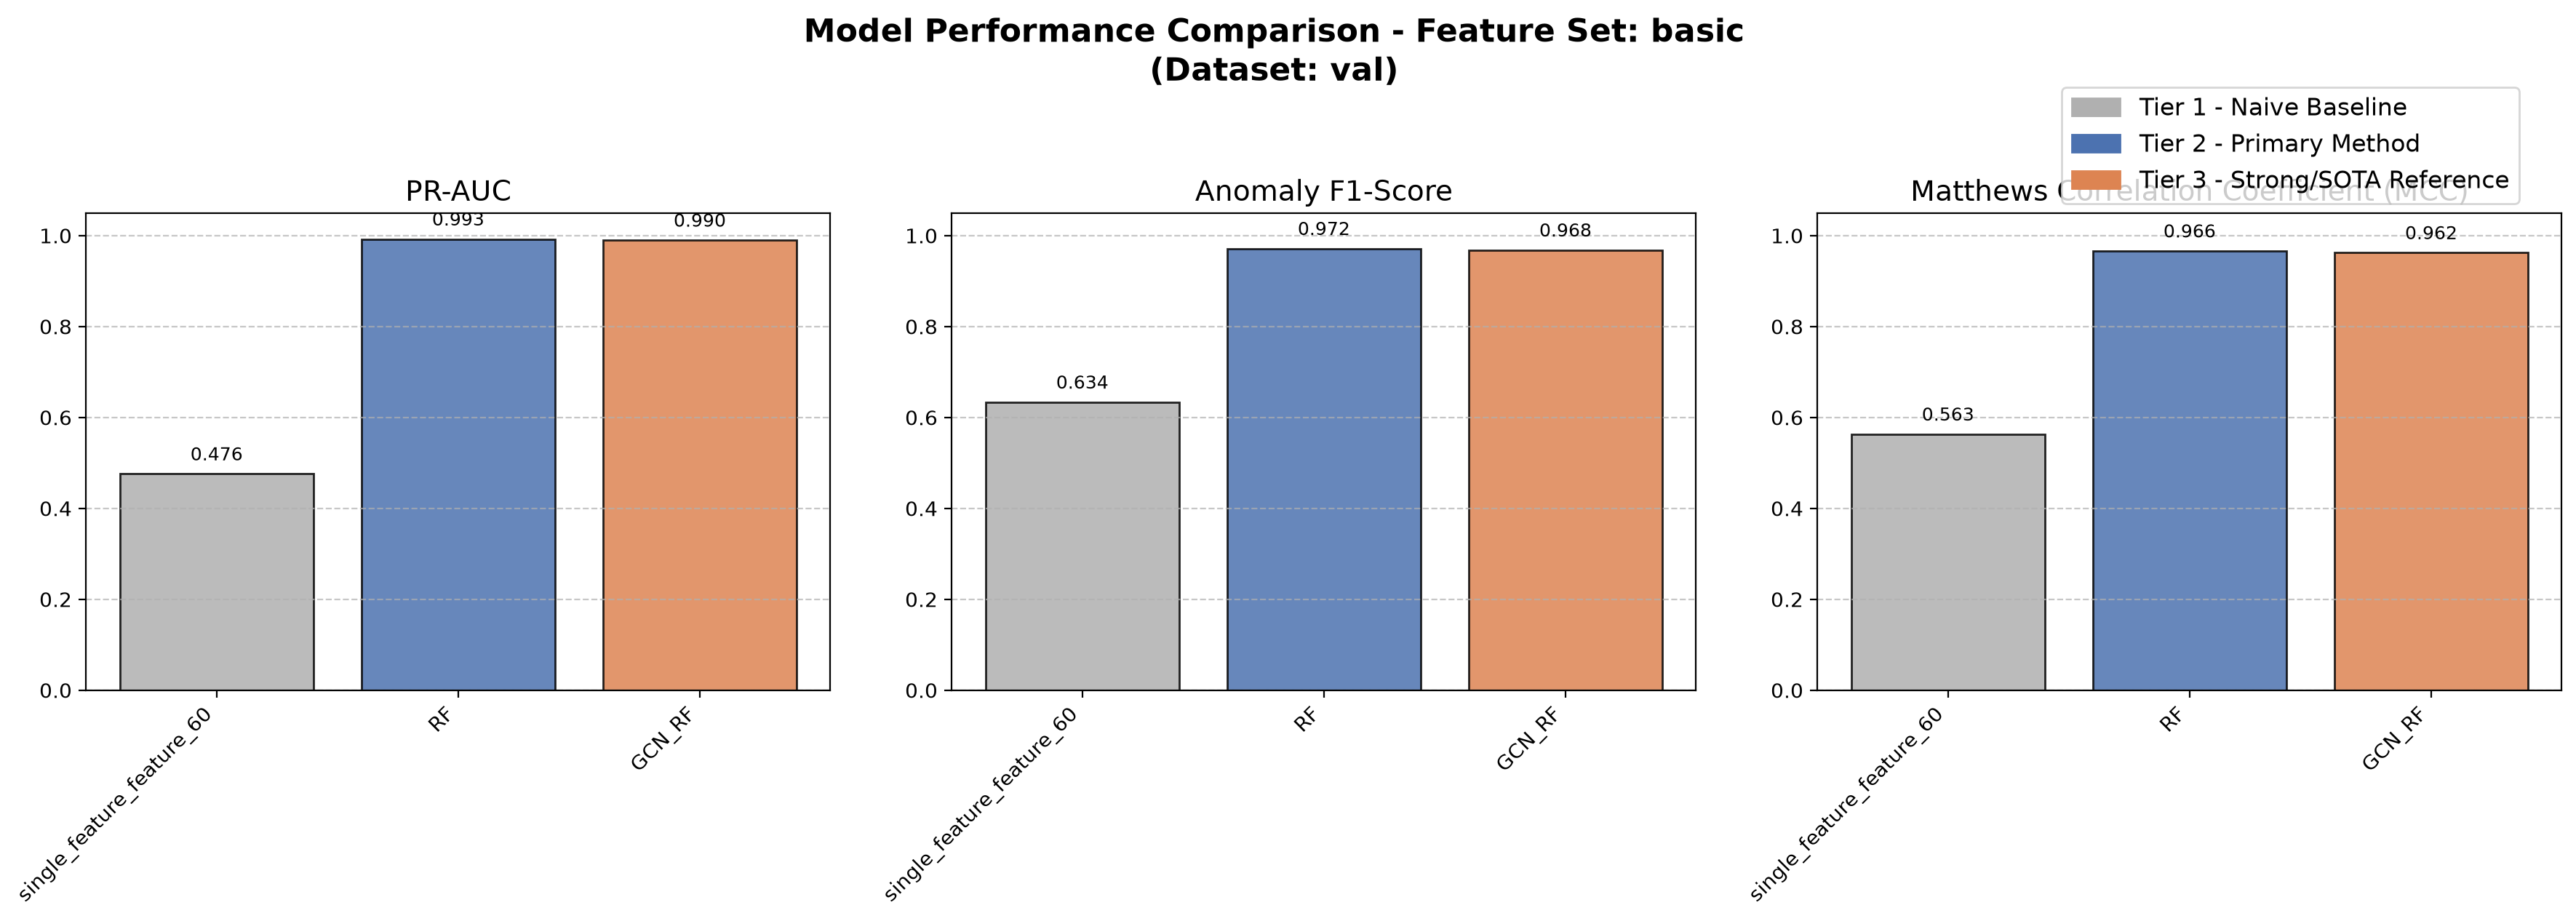 Model Performance Comparison - Feature Set: basic
(Dataset: val)
Tier 1 - Naive Baseline
Tier 2 - Primary Method
Tier 3 - Strong/SOTA Reference
PR-AUC
1.0
0.8
0.6
0.4
0.2
0.0
0.476
0.993
0.990
single_feature_60
RF
GCN_RF
Anomaly F1-Score
1.0
0.8
0.6
0.4
0.2
0.0
0.634
0.972
0.968
single_feature_60
RF
GCN_RF
Matthews Correlation Coefficient (MCC)
1.0
0.8
0.6
0.4
0.2
0.0
0.563
0.966
0.962
single_feature_60
RF
GCN_RF